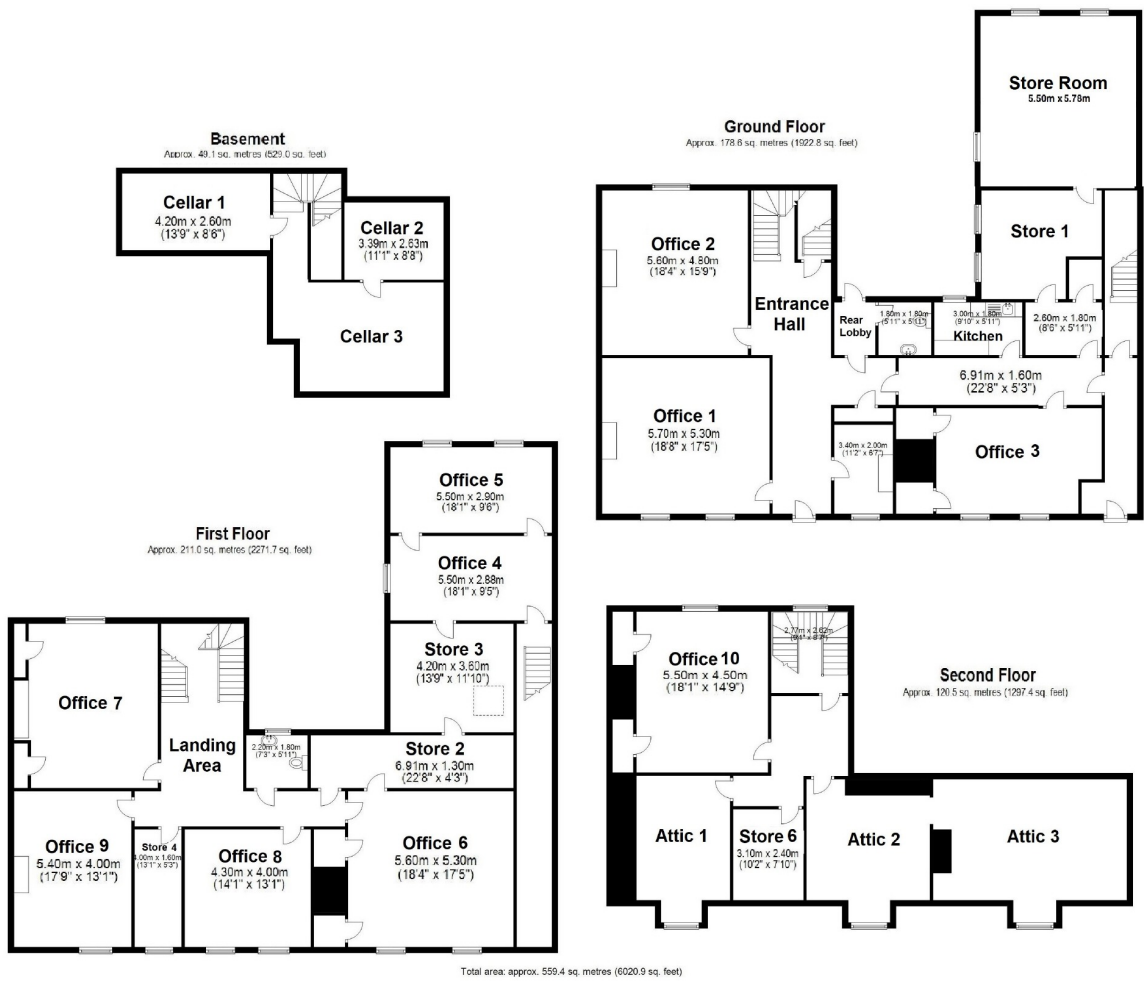 Basement
Approx. 49.1 sq. metres (529.0 sq. feet)
Cellar 1
4.20m x 2.60m
(13'9" x 8'6")
Cellar 2
3.39m x 2.63m
(11'1" x 8'8")
Cellar 3
Ground Floor
Approx. 178.6 sq. metres (1922.8 sq. feet)
Store Room
5.50m x 5.78m
Store 1
Office 2
5.60m x 4.80m
(18'4" x 15'9")
Entrance
Hall
Rear
Lobby
1.80m x 1.80m
(5'11" x 5'11")
3.00m x 1.80m
(9'10" x 5'11")
Kitchen
2.60m x 1.80m
(8'6" x 5'11")
6.91m x 1.60m
(22'8" x 5'3")
Office 1
5.70m x 5.30m
(18'8" x 17'5")
3.40m x 2.00m
(11'2" x 6'7")
Office 3
First Floor
Approx. 211.0 sq. metres (2271.7 sq. feet)
Office 5
5.50m x 2.90m
(18'1" x 9'6")
Office 4
5.50m x 2.88m
(18'1" x 9'5")
Store 3
4.20m x 3.60m
(13'9" x 11'10")
Office 7
Landing
Area
2.20m x 1.80m
(7'3" x 5'11")
Store 2
6.91m x 1.30m
(22'8" x 4'3")
Office 9
5.40m x 4.00m
(17'9" x 13'1")
Store 4
4.00m x 1.60m
(13'1" x 5'3")
Office 8
4.30m x 4.00m
(14'1" x 13'1")
Office 6
5.60m x 5.30m
(18'4" x 17'5")
Second Floor
Approx. 120.5 sq. metres (1297.4 sq. feet)
Office 10
5.50m x 4.50m
(18'1" x 14'9")
2.77m x 2.62m
(9'1" x 8'7")
Attic 1
Store 6
3.10m x 2.40m
(10'2" x 7'10")
Attic 2
Attic 3
Total area: approx. 559.4 sq. metres (6020.9 sq. feet)